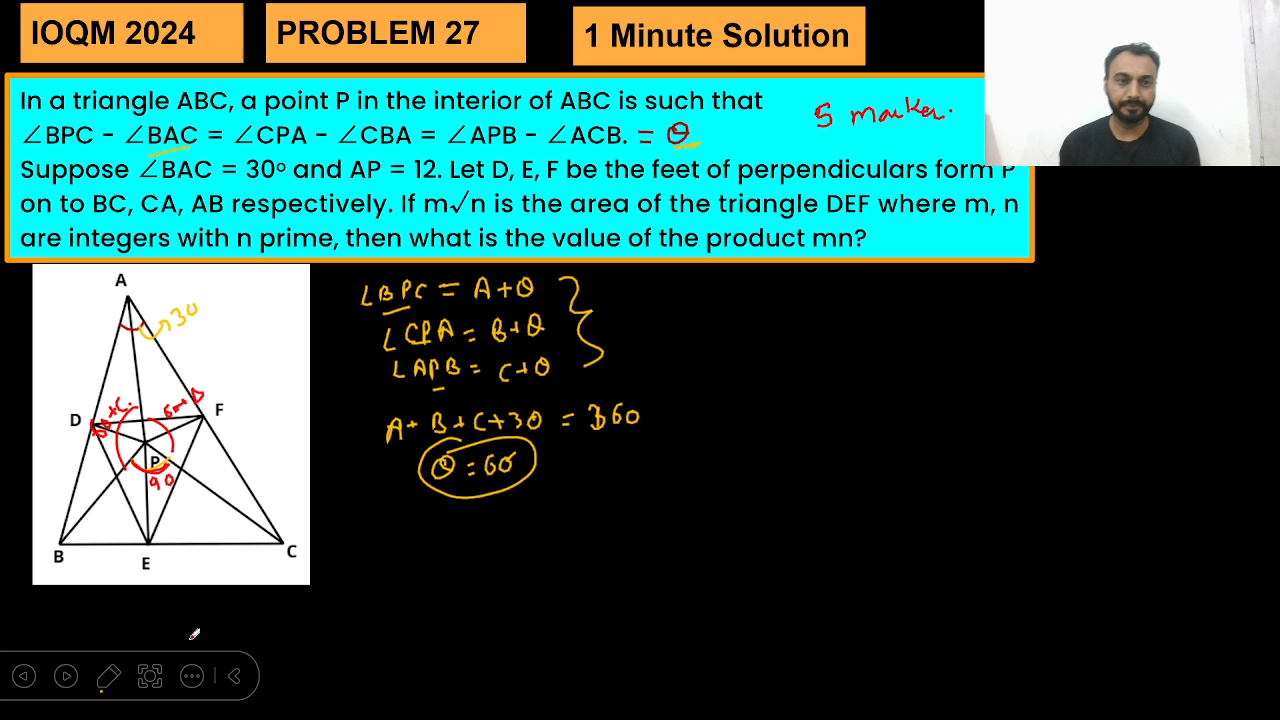 IOQM 2024
PROBLEM 27
1 Minute Solution
In a triangle ABC, a point P in the interior of ABC is such that
∠BPC - ∠BAC = ∠CPA - ∠CBA = ∠APB - ∠ACB. = θ
5 marker.
Suppose ∠BAC = 30º and AP = 12. Let D, E, F be the feet of perpendiculars form P
on to BC, CA, AB respectively. If m√n is the area of the triangle DEF where m, n
are integers with n prime, then what is the value of the product mn?
A
30
D
60+C.
60+B
F
P
90
B
E
C
∠BPC = A+θ
∠CPA = B+θ
∠APB = C+θ
A+B+C+3θ = 360
θ = 60